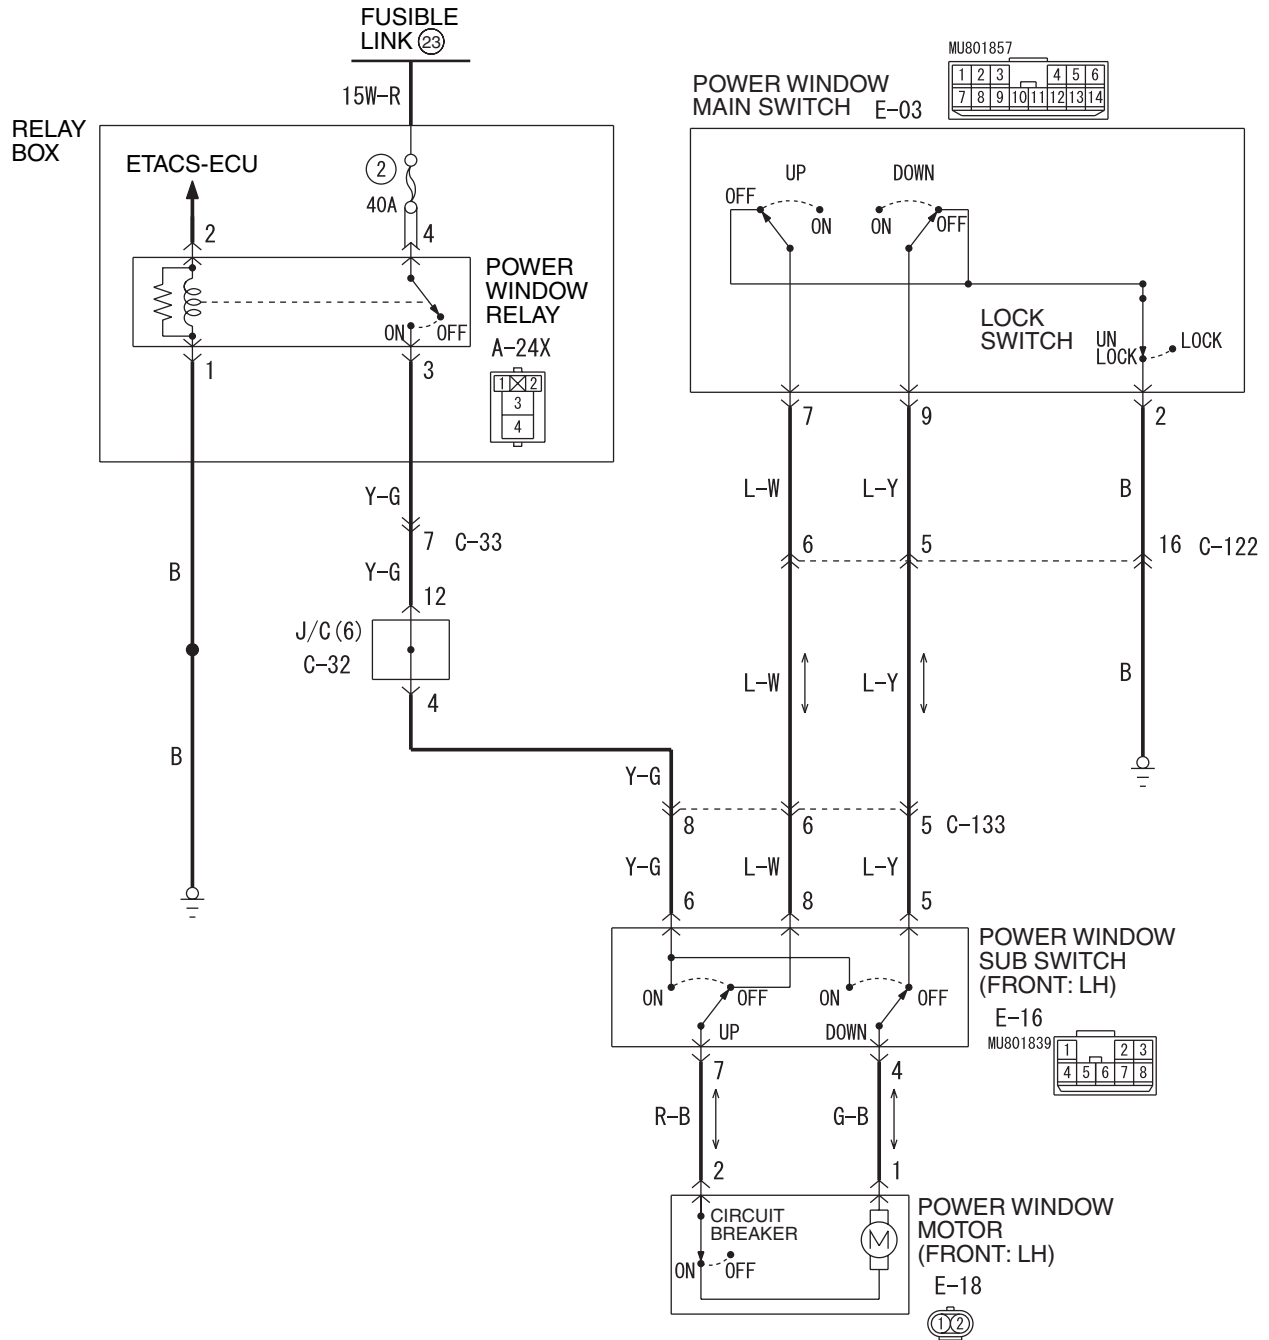 FUSIBLE
LINK 23
15W-R
RELAY
BOX
ETACS-ECU
2
40A
2
4
POWER
WINDOW
RELAY
ON
OFF
A-24X
1
2
3
4
1
3
Y-G
7 C-33
Y-G
12
J/C(6)
C-32
4
B
B
MU801857
1 2 3 4 5 6
7 8 9 10 11 12 13 14
POWER WINDOW
MAIN SWITCH E-03
UP
DOWN
OFF
ON
ON
OFF
LOCK
SWITCH
UN
LOCK
LOCK
7
9
2
L-W
L-Y
B
6
5
16 C-122
L-W
L-Y
B
Y-G
8
6
5 C-133
Y-G
L-W
L-Y
6
8
5
POWER WINDOW
SUB SWITCH
(FRONT: LH)
ON
OFF
ON
OFF
UP
DOWN
E-16
MU801839
1 2 3
4 5 6 7 8
7
4
R-B
G-B
2
1
CIRCUIT
BREAKER
ON
OFF
M
POWER WINDOW
MOTOR
(FRONT: LH)
E-18
1 2